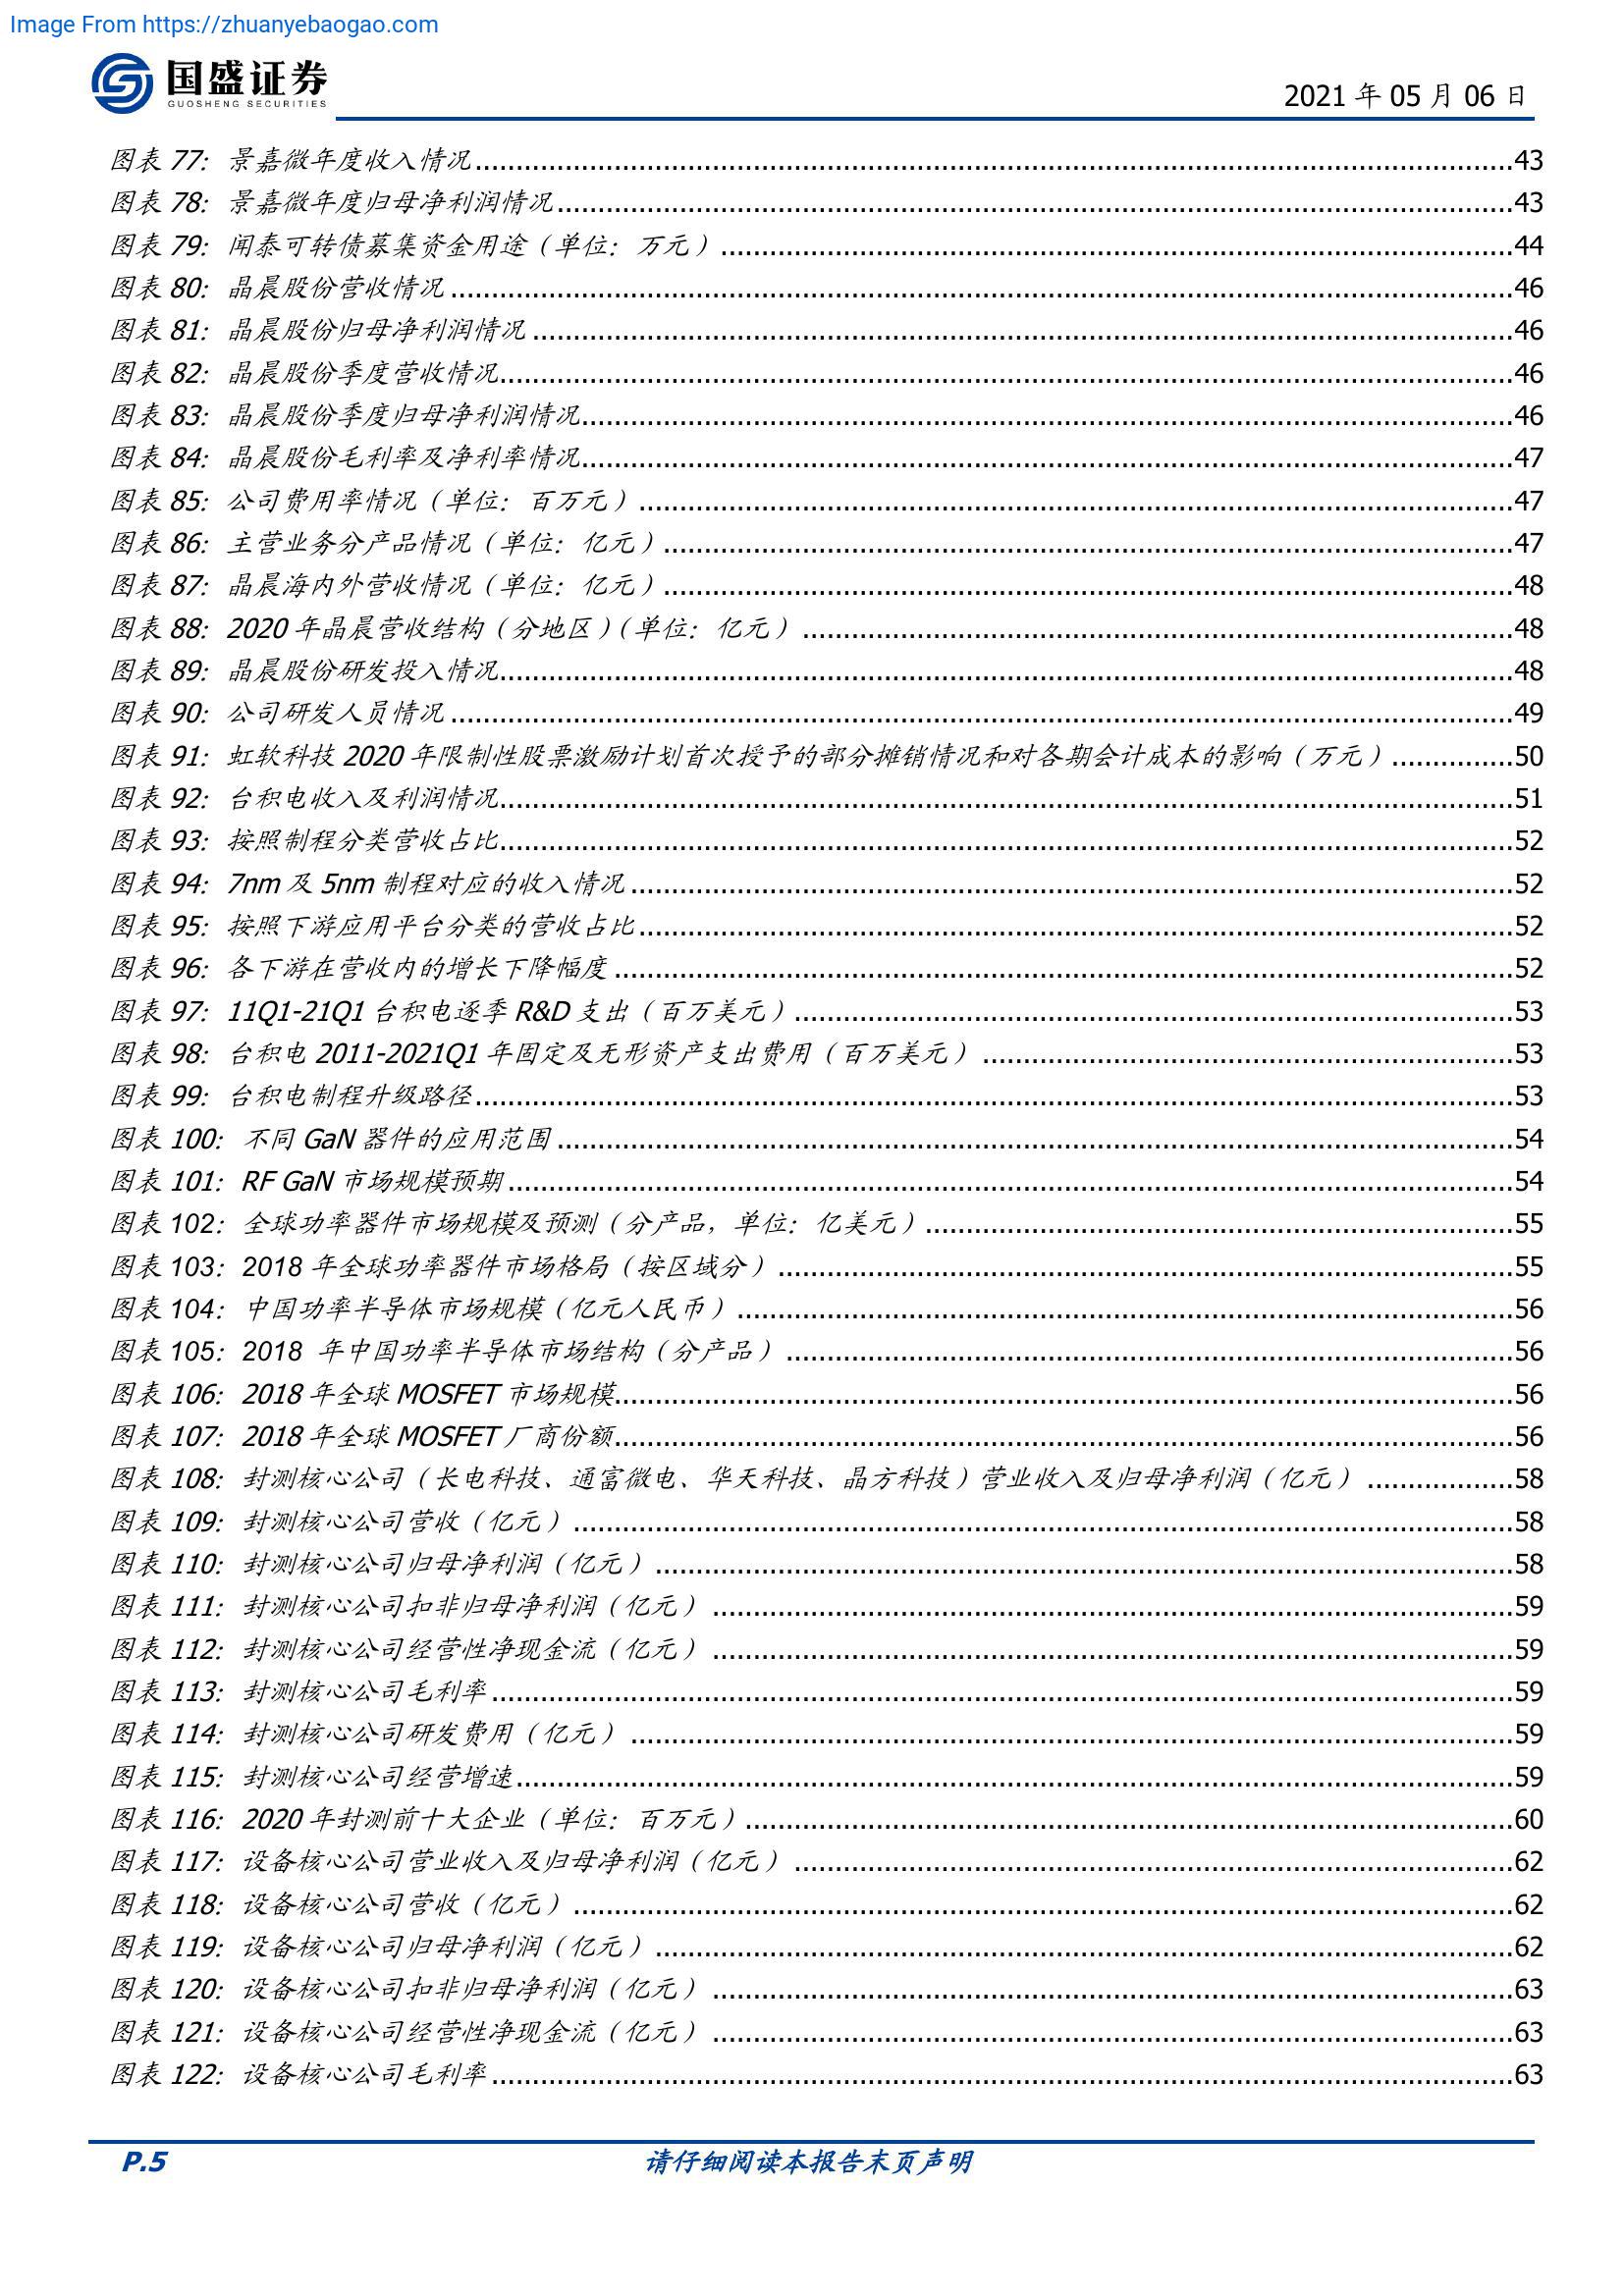 Image From https://zhuanyebaogao.com
国盛证券
GUOSHENG SECURITIES
2021 年 05 月 06 日
图表 77：景嘉微年度收入情况........43
图表 78：景嘉微年度归母净利润情况........43
图表 79：闻泰可转债募集资金用途（单位：万元）........44
图表 80：晶晨股份营收情况........46
图表 81：晶晨股份归母净利润情况........46
图表 82：晶晨股份季度营收情况........46
图表 83：晶晨股份季度归母净利润情况........46
图表 84：晶晨股份毛利率及净利率情况........47
图表 85：公司费用率情况（单位：百万元）........47
图表 86：主营业务分产品情况（单位：亿元）........47
图表 87：晶晨海内外营收情况（单位：亿元）........48
图表 88：2020 年晶晨营收结构（分地区）（单位：亿元）........48
图表 89：晶晨股份研发投入情况........48
图表 90：公司研发人员情况........49
图表 91：虹软科技 2020 年限制性股票激励计划首次授予的部分摊销情况和对各期会计成本的影响（万元）........50
图表 92：台积电收入及利润情况........51
图表 93：按照制程分类营收占比........52
图表 94：7nm 及 5nm 制程对应的收入情况........52
图表 95：按照下游应用平台分类的营收占比........52
图表 96：各下游在营收内的增长下降幅度........52
图表 97：11Q1-21Q1 台积电逐季 R&D 支出（百万美元）........53
图表 98：台积电 2011-2021Q1 年固定及无形资产支出费用（百万美元）........53
图表 99：台积电制程升级路径........53
图表 100：不同 GaN 器件的应用范围........54
图表 101：RF GaN 市场规模预期........54
图表 102：全球功率器件市场规模及预测（分产品，单位：亿美元）........55
图表 103：2018 年全球功率器件市场格局（按区域分）........55
图表 104：中国功率半导体市场规模（亿元人民币）........56
图表 105：2018 年中国功率半导体市场结构（分产品）........56
图表 106：2018 年全球 MOSFET 市场规模........56
图表 107：2018 年全球 MOSFET 厂商份额........56
图表 108：封测核心公司（长电科技、通富微电、华天科技、晶方科技）营业收入及归母净利润（亿元）........58
图表 109：封测核心公司营收（亿元）........58
图表 110：封测核心公司归母净利润（亿元）........58
图表 111：封测核心公司扣非归母净利润（亿元）........59
图表 112：封测核心公司经营性净现金流（亿元）........59
图表 113：封测核心公司毛利率........59
图表 114：封测核心公司研发费用（亿元）........59
图表 115：封测核心公司经营增速........59
图表 116：2020 年封测前十大企业（单位：百万元）........60
图表 117：设备核心公司营业收入及归母净利润（亿元）........62
图表 118：设备核心公司营收（亿元）........62
图表 119：设备核心公司归母净利润（亿元）........62
图表 120：设备核心公司扣非归母净利润（亿元）........63
图表 121：设备核心公司经营性净现金流（亿元）........63
图表 122：设备核心公司毛利率........63
P.5
请仔细阅读本报告末页声明